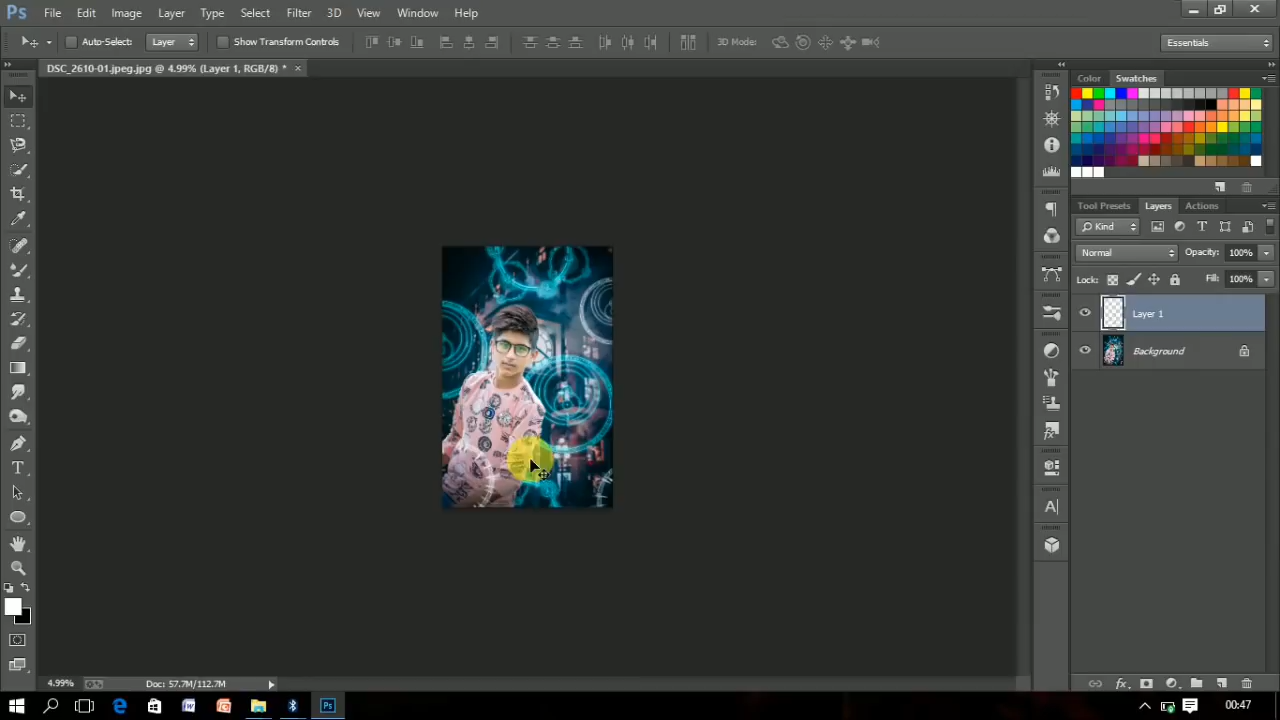 Ps File Edit Image Layer Type Select Filter 3D View Window Help
Auto-Select: Layer Show Transform Controls 3D Mode: Essentials
DSC_2610-01.jpeg.jpg @ 4.99% (Layer 1, RGB/8) * ×
Color Swatches
Tool Presets Layers Actions
Kind
Normal Opacity: 100%
Lock: Fill: 100%
Layer 1
Background
4.99% Doc: 57.7M/112.7M
00:47